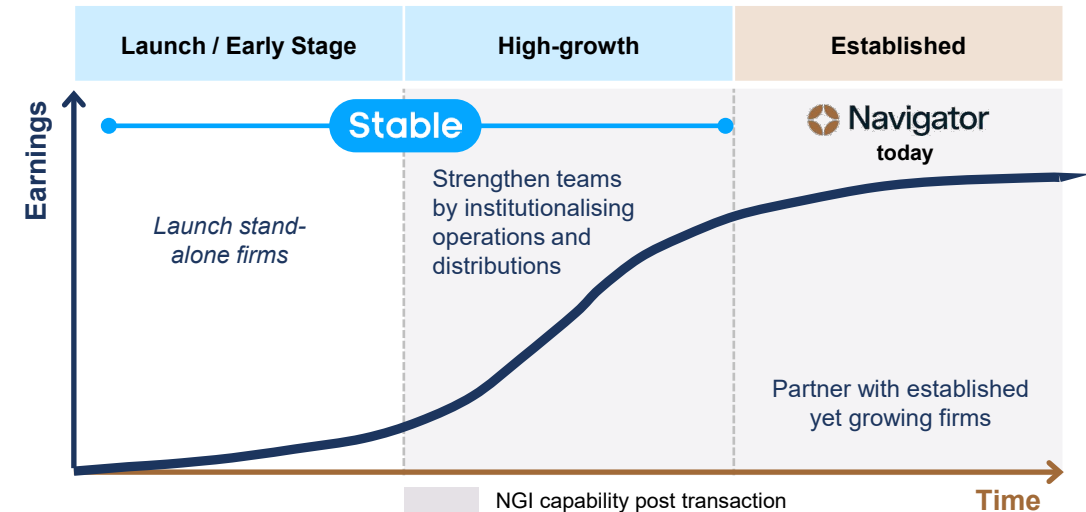 Launch / Early Stage
High-growth
Established
Earnings
Stable
Navigator
today
Launch stand-
alone firms
Strengthen teams
by institutionalising
operations and
distributions
Partner with established
yet growing firms
NGI capability post transaction
Time